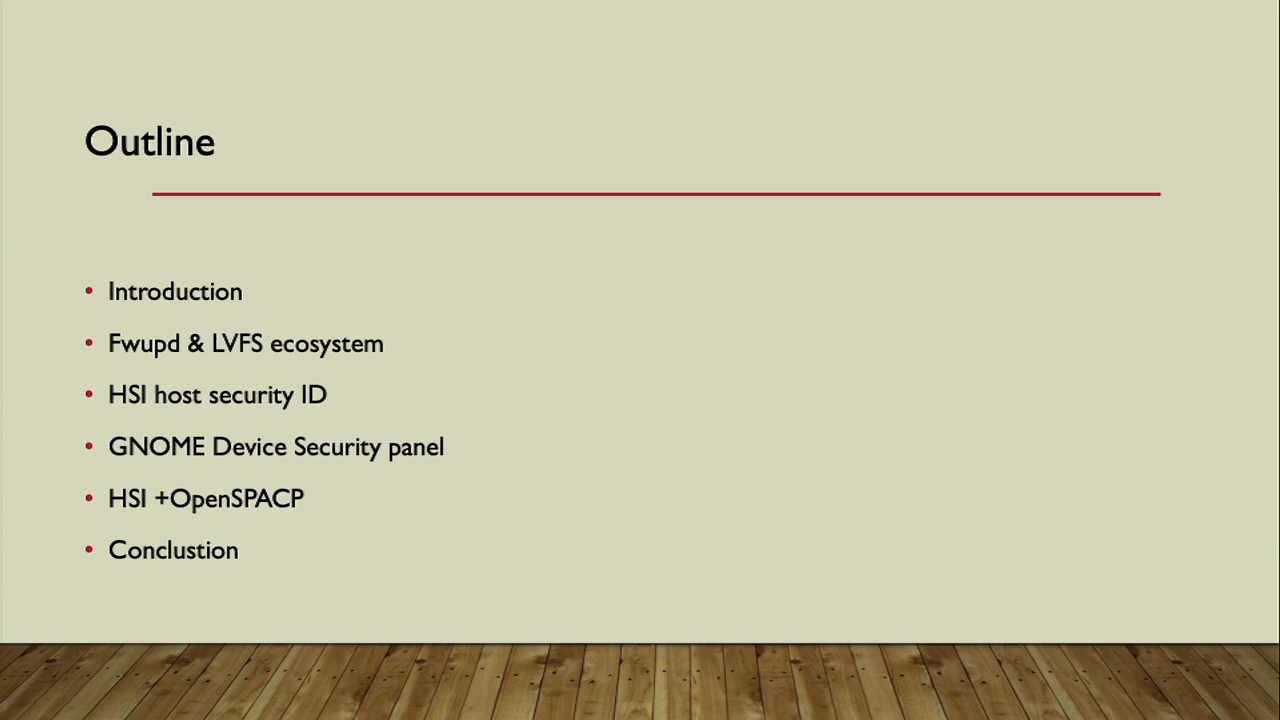 Outline
• Introduction
• Fwupd & LVFS ecosystem
• HSI host security ID
• GNOME Device Security panel
• HSI +OpenSPACP
• Conclustion